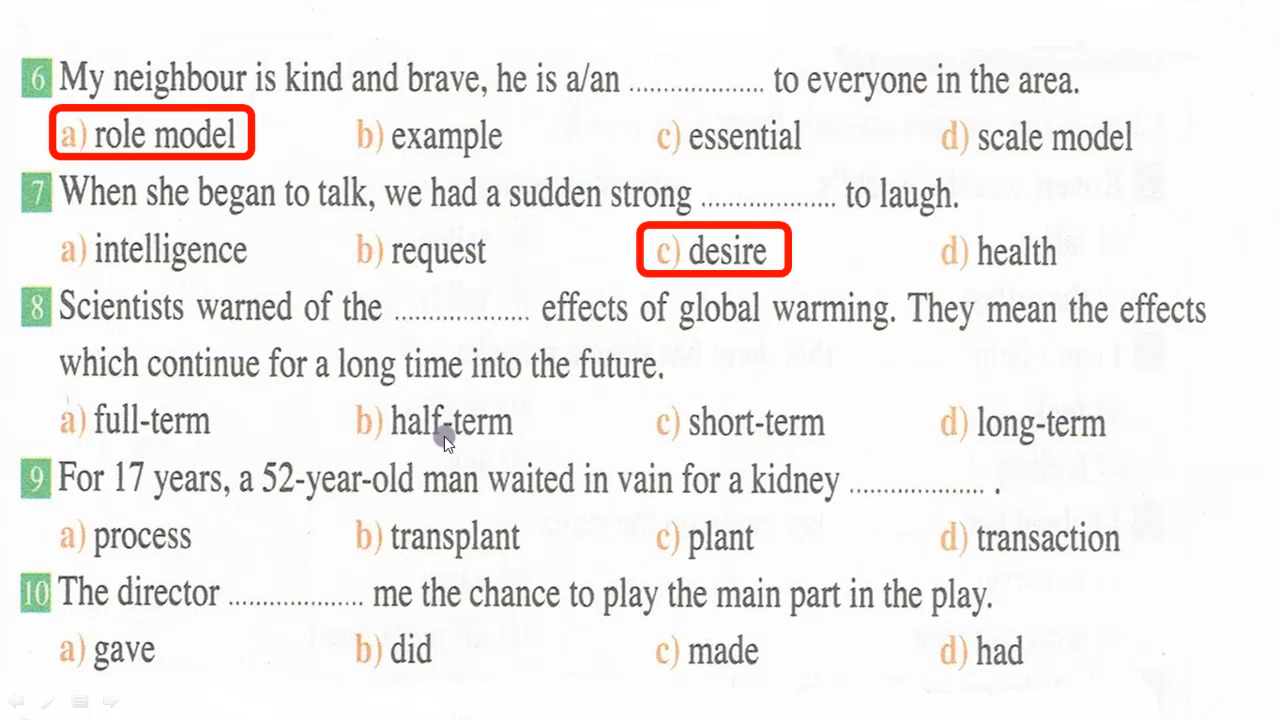 6 My neighbour is kind and brave, he is a/an .................... to everyone in the area.
a) role model b) example c) essential d) scale model
7 When she began to talk, we had a sudden strong .................... to laugh.
a) intelligence b) request c) desire d) health
8 Scientists warned of the .................... effects of global warming. They mean the effects
which continue for a long time into the future.
a) full-term b) half-term c) short-term d) long-term
9 For 17 years, a 52-year-old man waited in vain for a kidney .................... .
a) process b) transplant c) plant d) transaction
10 The director .................... me the chance to play the main part in the play.
a) gave b) did c) made d) had